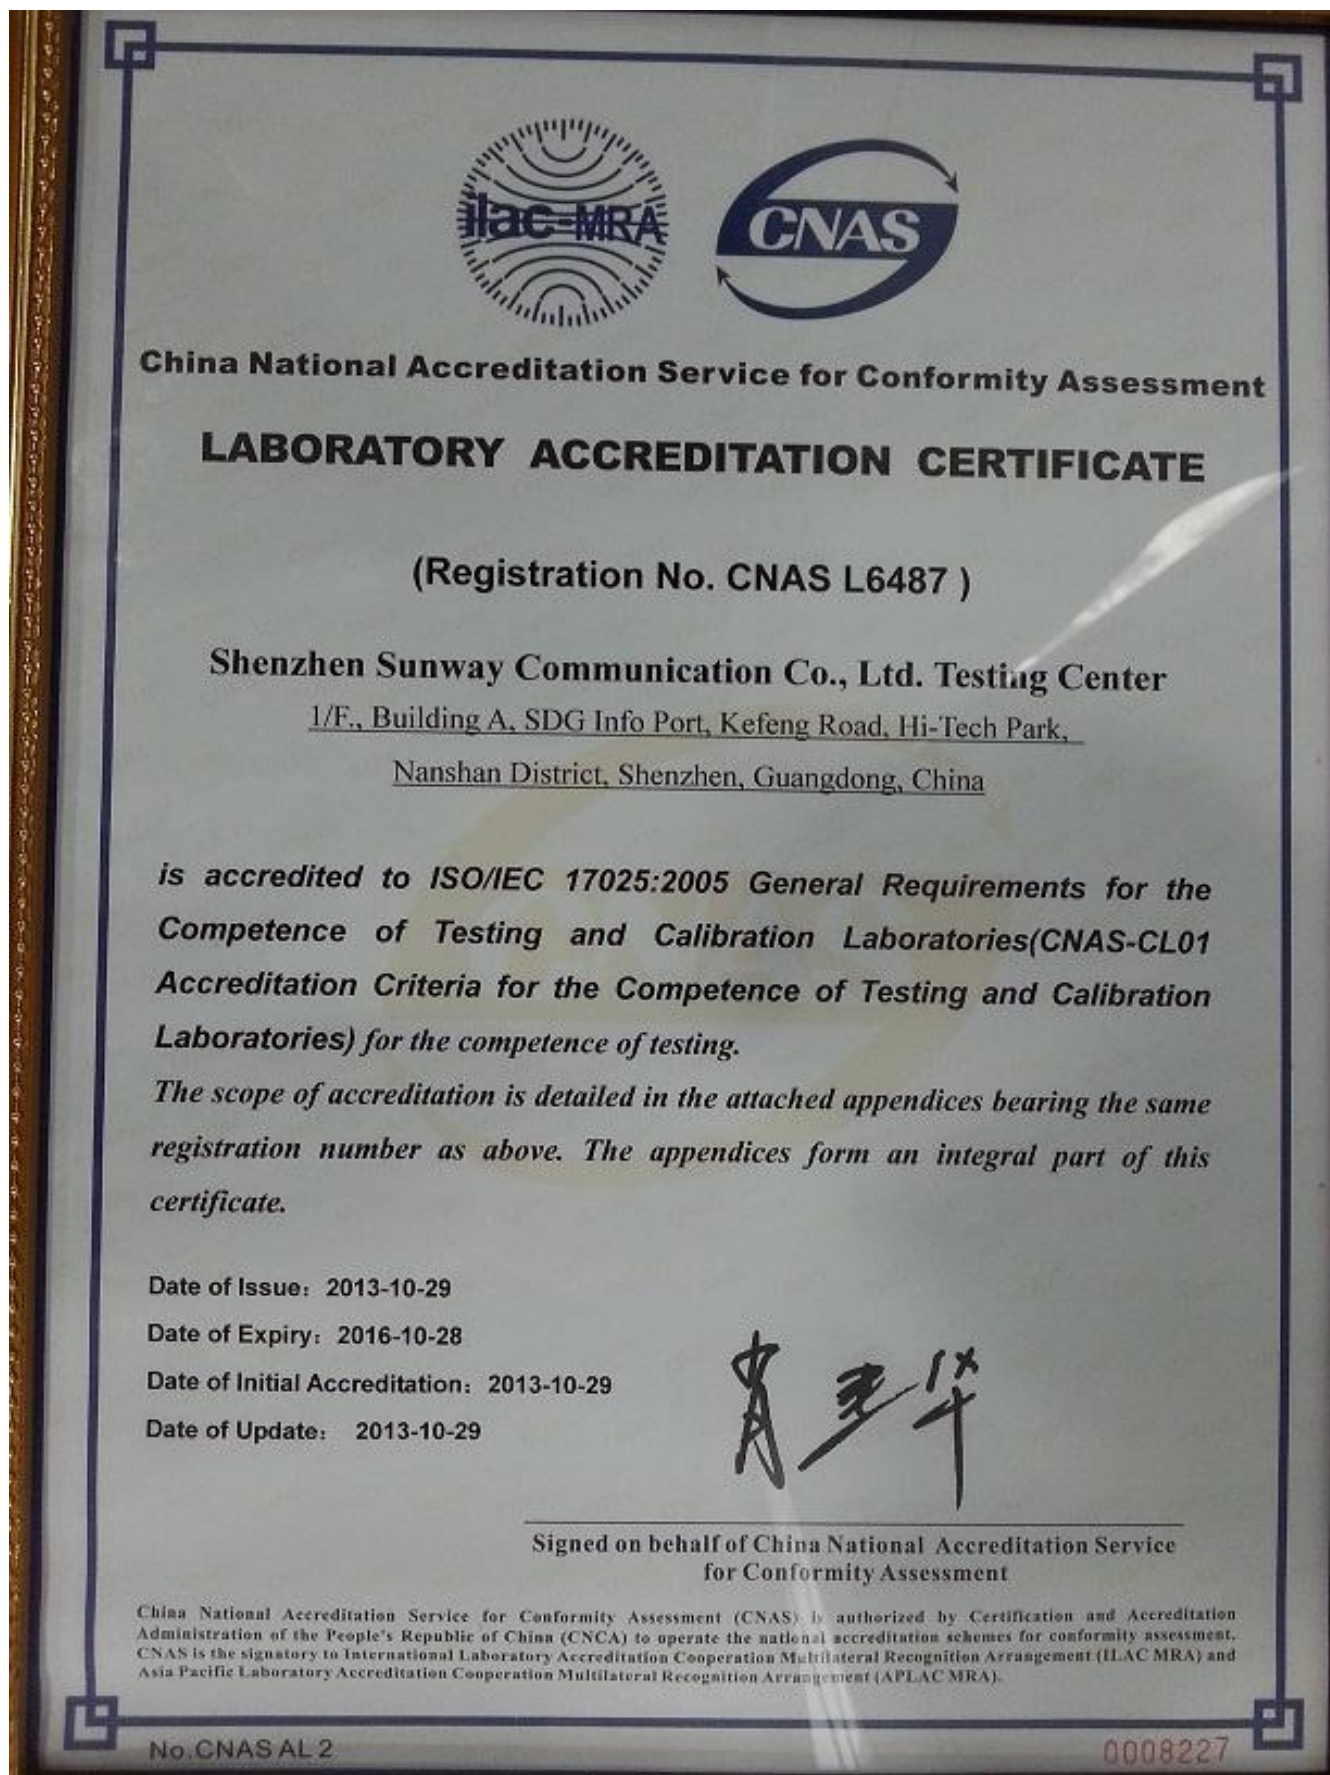 ilac-MRA
CNAS
China National Accreditation Service for Conformity Assessment
LABORATORY ACCREDITATION CERTIFICATE
(Registration No. CNAS L6487 )
Shenzhen Sunway Communication Co., Ltd. Testing Center
1/F., Building A, SDG Info Port, Kefeng Road, Hi-Tech Park,
Nanshan District, Shenzhen, Guangdong, China
is accredited to ISO/IEC 17025:2005 General Requirements for the
Competence of Testing and Calibration Laboratories(CNAS-CL01
Accreditation Criteria for the Competence of Testing and Calibration
Laboratories) for the competence of testing.
The scope of accreditation is detailed in the attached appendices bearing the same
registration number as above. The appendices form an integral part of this
certificate.
Date of Issue: 2013-10-29
Date of Expiry: 2016-10-28
Date of Initial Accreditation: 2013-10-29
Date of Update: 2013-10-29
Signed on behalf of China National Accreditation Service
for Conformity Assessment
China National Accreditation Service for Conformity Assessment (CNAS) is authorized by Certification and Accreditation
Administration of the People's Republic of China (CNCA) to operate the national accreditation schemes for conformity assessment.
CNAS is the signatory to International Laboratory Accreditation Cooperation Multilateral Recognition Arrangement (ILAC MRA) and
Asia Pacific Laboratory Accreditation Cooperation Multilateral Recognition Arrangement (APLAC MRA).
No.CNAS AL 2
0008227